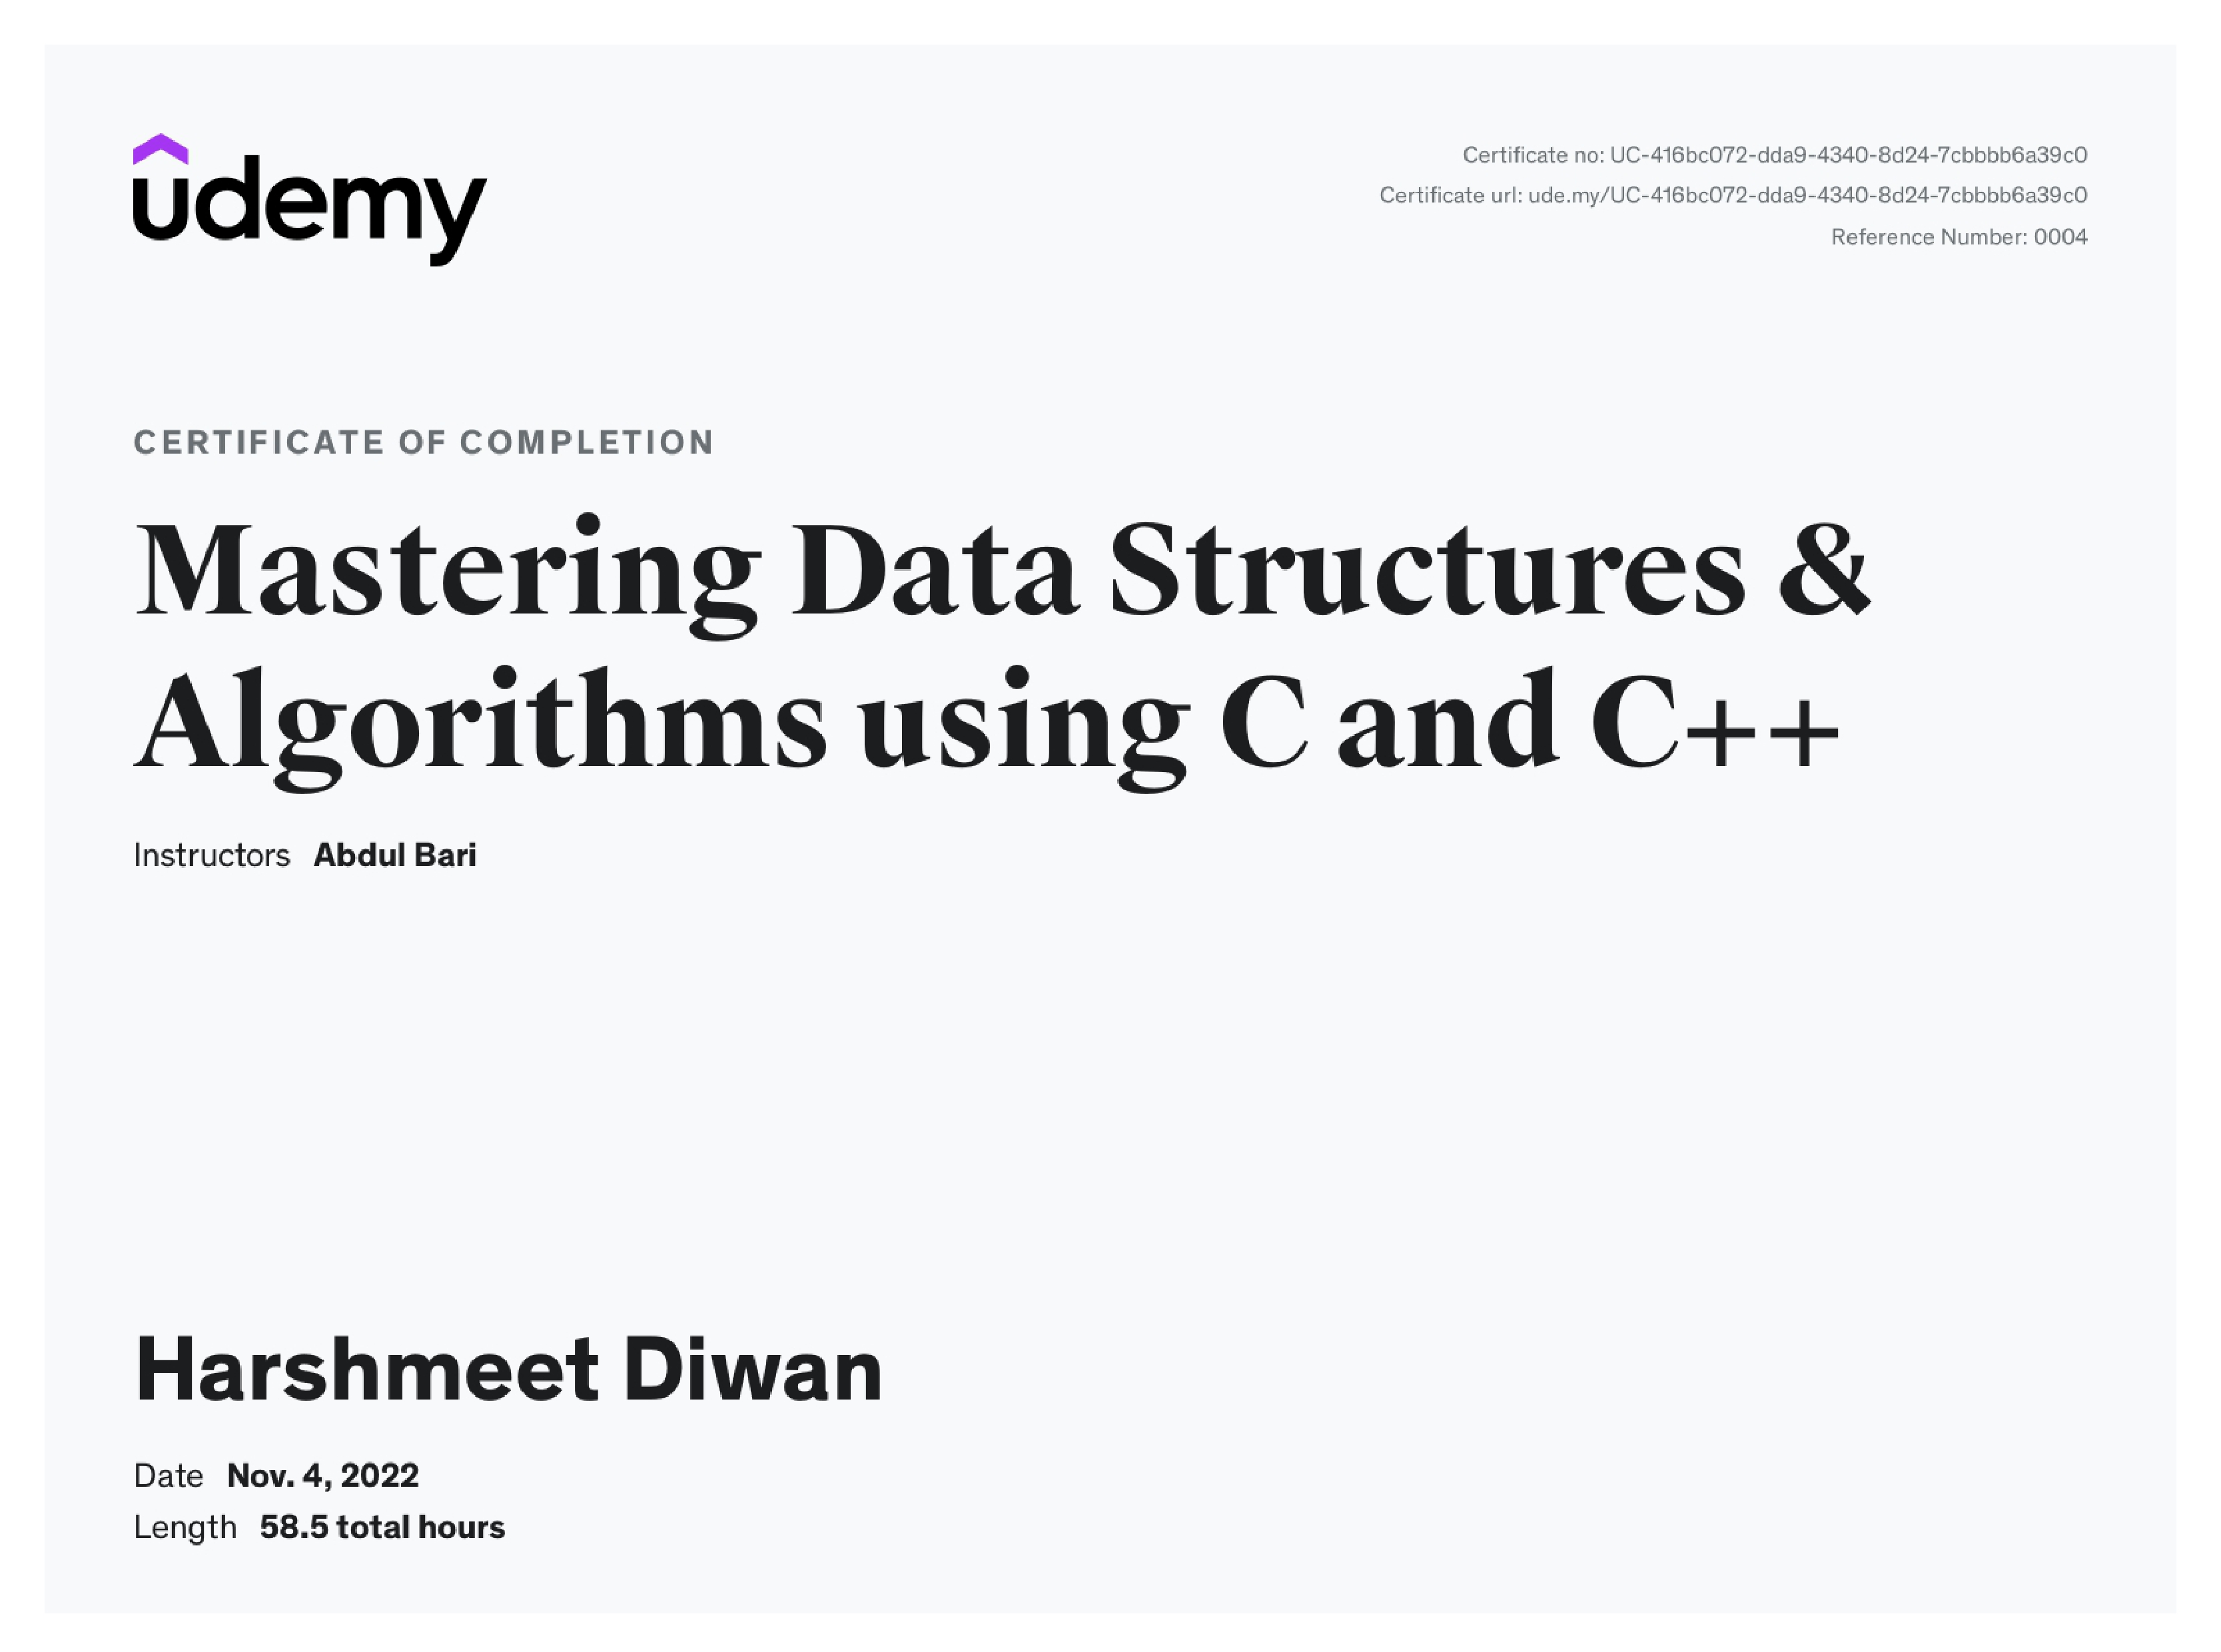 udemy
Certificate no: UC-416bc072-dda9-4340-8d24-7cbbbb6a39c0
Certificate url: ude.my/UC-416bc072-dda9-4340-8d24-7cbbbb6a39c0
Reference Number: 0004
CERTIFICATE OF COMPLETION
Mastering Data Structures &
Algorithms using C and C++
Instructors Abdul Bari
Harshmeet Diwan
Date Nov. 4, 2022
Length 58.5 total hours